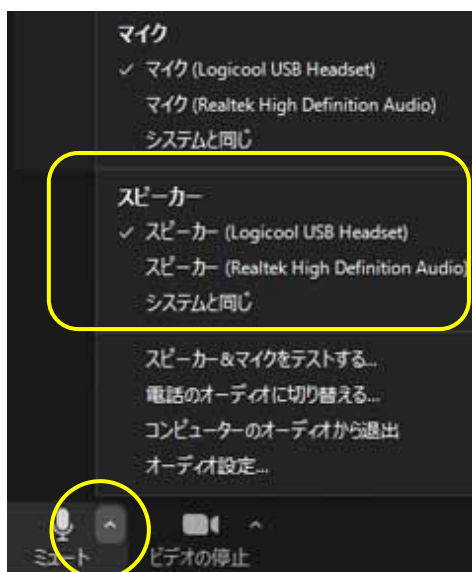 マイク
✓ マイク (Logicool USB Headset)
マイク (Realtek High Definition Audio)
システムと同じ
スピーカー
✓ スピーカー (Logicool USB Headset)
スピーカー (Realtek High Definition Audio)
システムと同じ
スピーカー&マイクをテストする...
電話のオーディオに切り替える...
コンピューターのオーディオから退出
オーディオ設定...
ミュート ビデオの停止